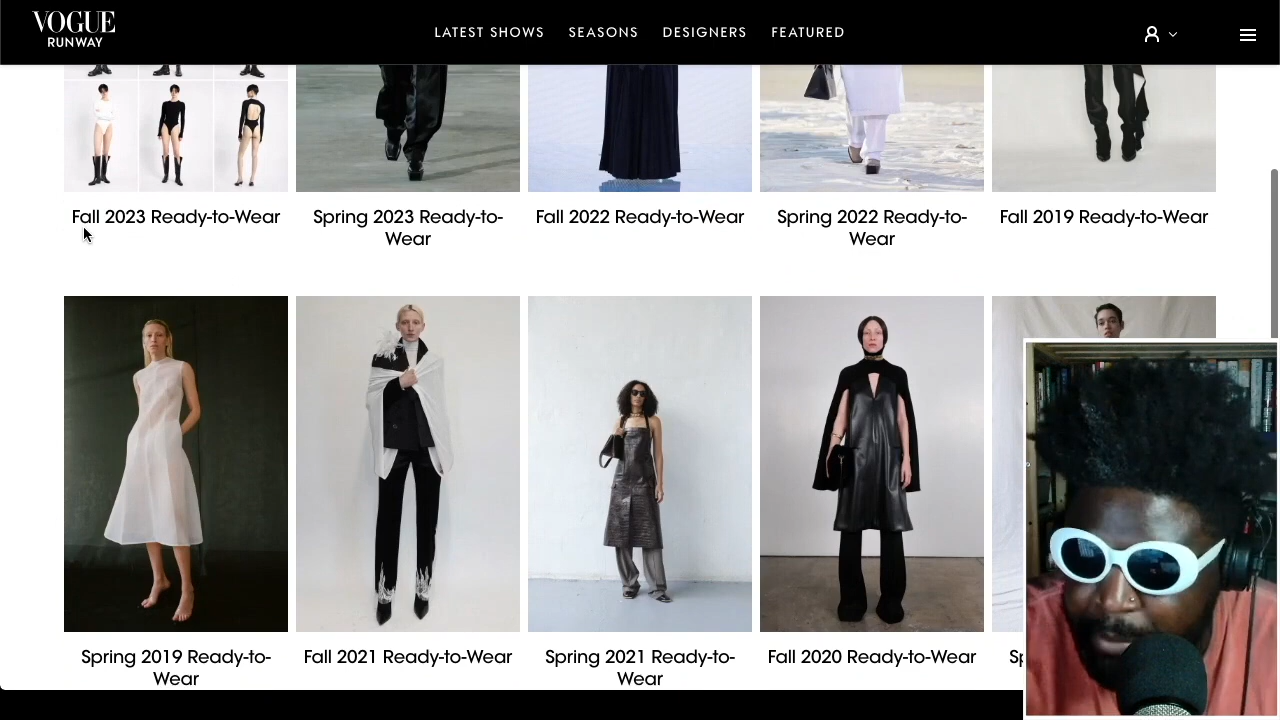 VOGUE
RUNWAY
LATEST SHOWS
SEASONS
DESIGNERS
FEATURED
Fall 2023 Ready-to-Wear
Spring 2023 Ready-to-
Wear
Fall 2022 Ready-to-Wear
Spring 2022 Ready-to-
Wear
Fall 2019 Ready-to-Wear
Spring 2019 Ready-to-
Wear
Fall 2021 Ready-to-Wear
Spring 2021 Ready-to-
Wear
Fall 2020 Ready-to-Wear
Sp